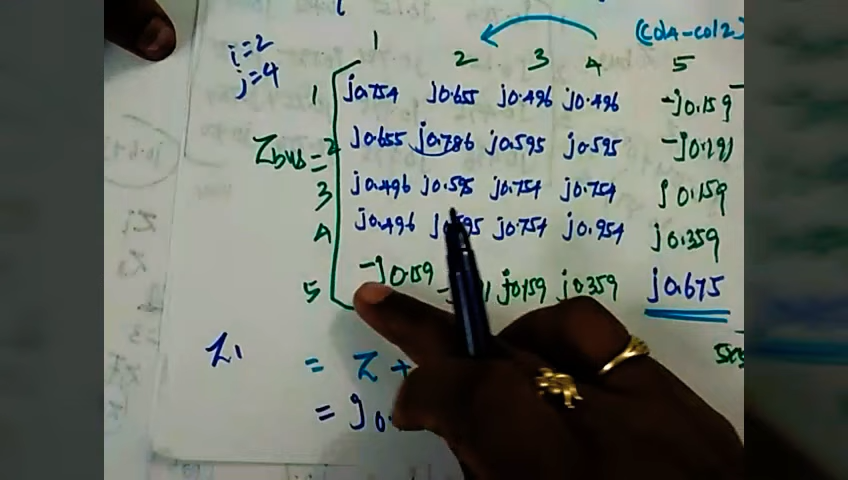 (col4-col2)
i=2
j=4
1 2 3 4 5
1 j0.754 j0.655 j0.496 j0.496 -j0.159
Zbus = 2 j0.655 j0.786 j0.595 j0.595 -j0.191
3 j0.496 j0.595 j0.754 j0.754 j0.159
4 j0.496 j0.595 j0.754 j0.954 j0.359
5 -j0.159 j0.159 j0.359 j0.675
Z1 = Z +
= j0.